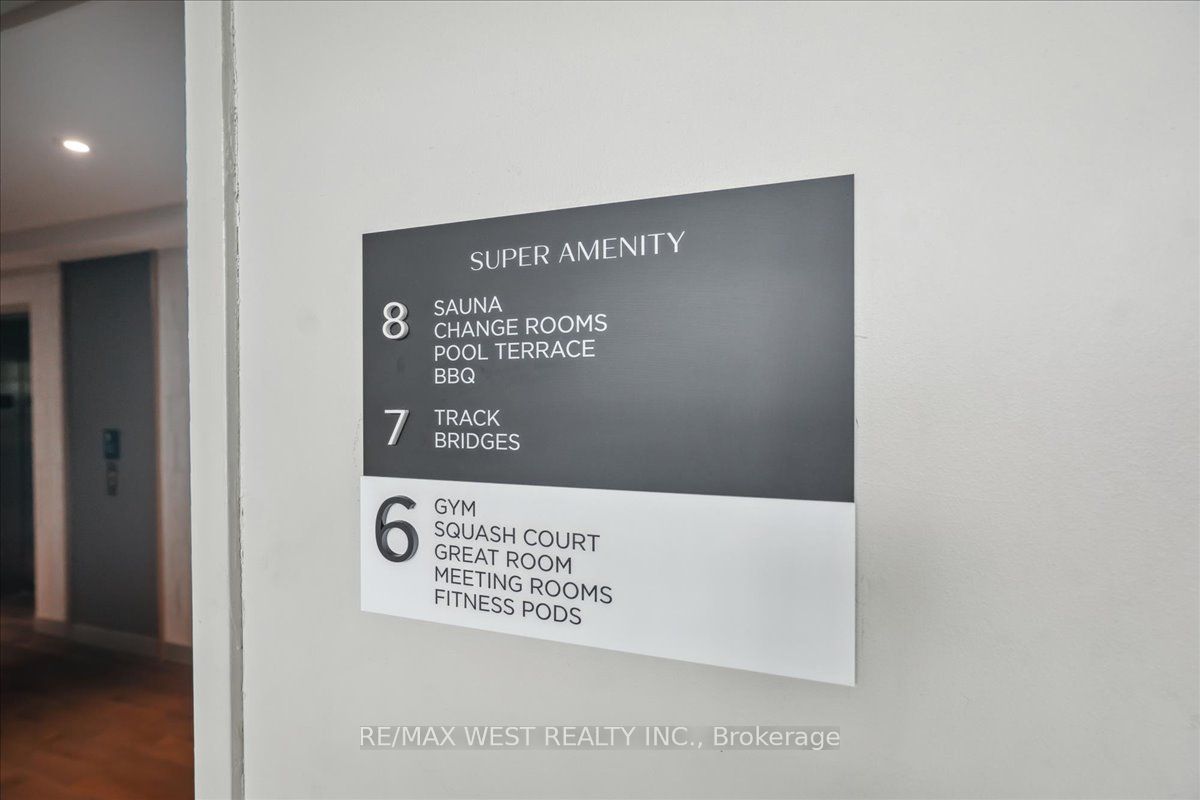 SUPER AMENITY
8
SAUNA
CHANGE ROOMS
POOL TERRACE
BBQ
7
TRACK
BRIDGES
6
GYM
SQUASH COURT
GREAT ROOM
MEETING ROOMS
FITNESS PODS
RE/MAX WEST REALTY INC., Brokerage